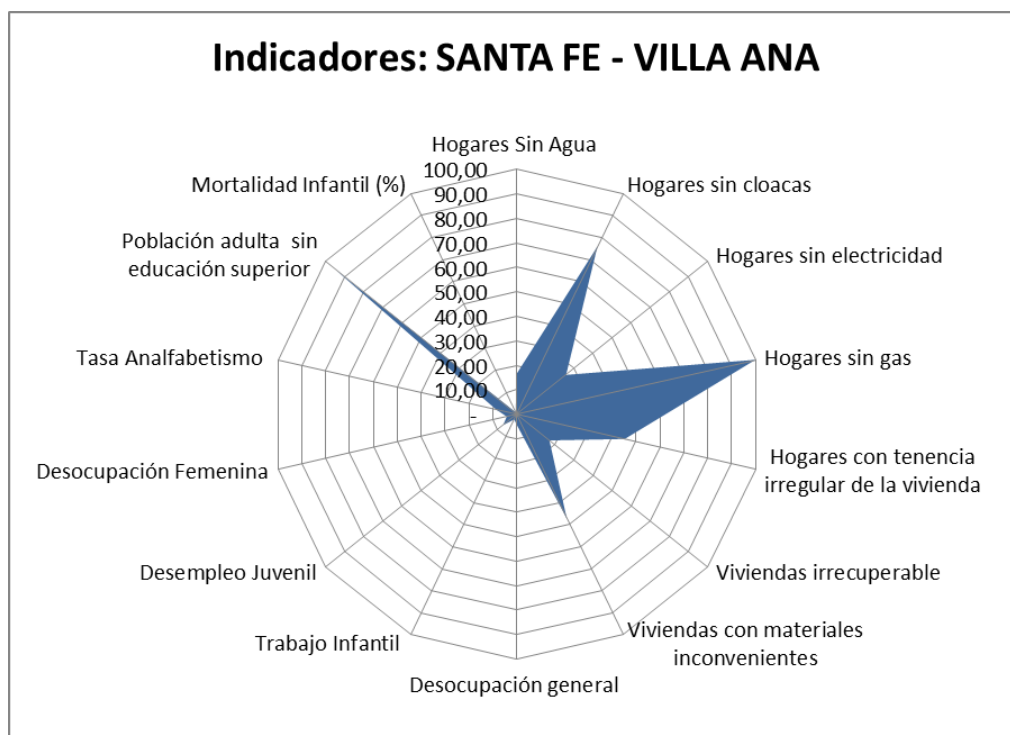 Indicadores: SANTA FE - VILLA ANA
Hogares Sin Agua
100,00
90,00
80,00
70,00
60,00
50,00
40,00
30,00
20,00
10,00
-
Hogares sin cloacas
Hogares sin electricidad
Hogares sin gas
Hogares con tenencia
irregular de la vivienda
Viviendas irrecuperable
Viviendas con materiales
inconvenientes
Desocupación general
Trabajo Infantil
Desempleo Juvenil
Desocupación Femenina
Tasa Analfabetismo
Población adulta  sin
educación superior
Mortalidad Infantil (%)